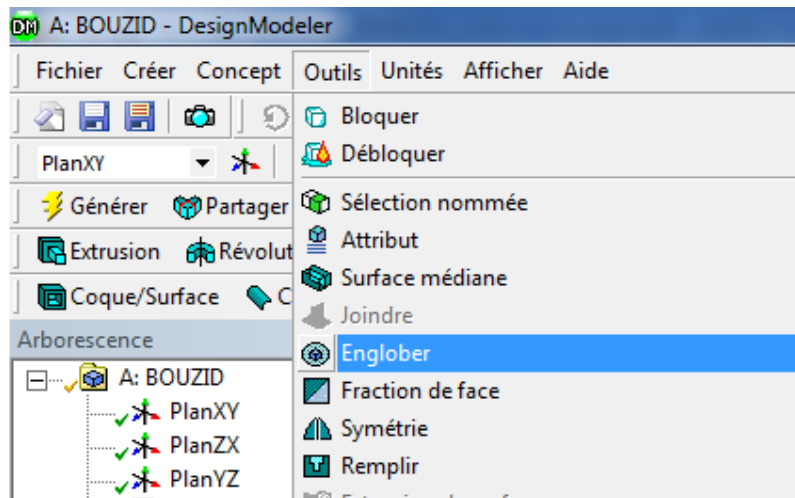 DM A: BOUZID - DesignModeler
Fichier Créer Concept Outils Unités Afficher Aide
Bloquer
PlanXY
Débloquer
Générer Partager
Sélection nommée
Attribut
Extrusion Révolut
Surface médiane
Coque/Surface C
Joindre
Arborescence
Englober
A: BOUZID
Fraction de face
PlanXY
Symétrie
PlanZX
Remplir
PlanYZ